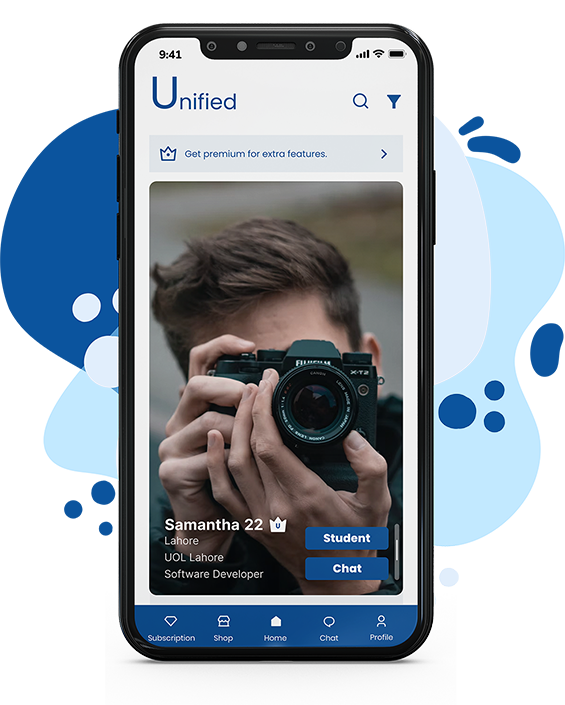 9:41
Unified
Get premium for extra features.
FUJIFILM
X-T2
Samantha 22
U
Lahore
UOL Lahore
Software Developer
Student
Chat
Subscription
Shop
Home
Chat
Profile